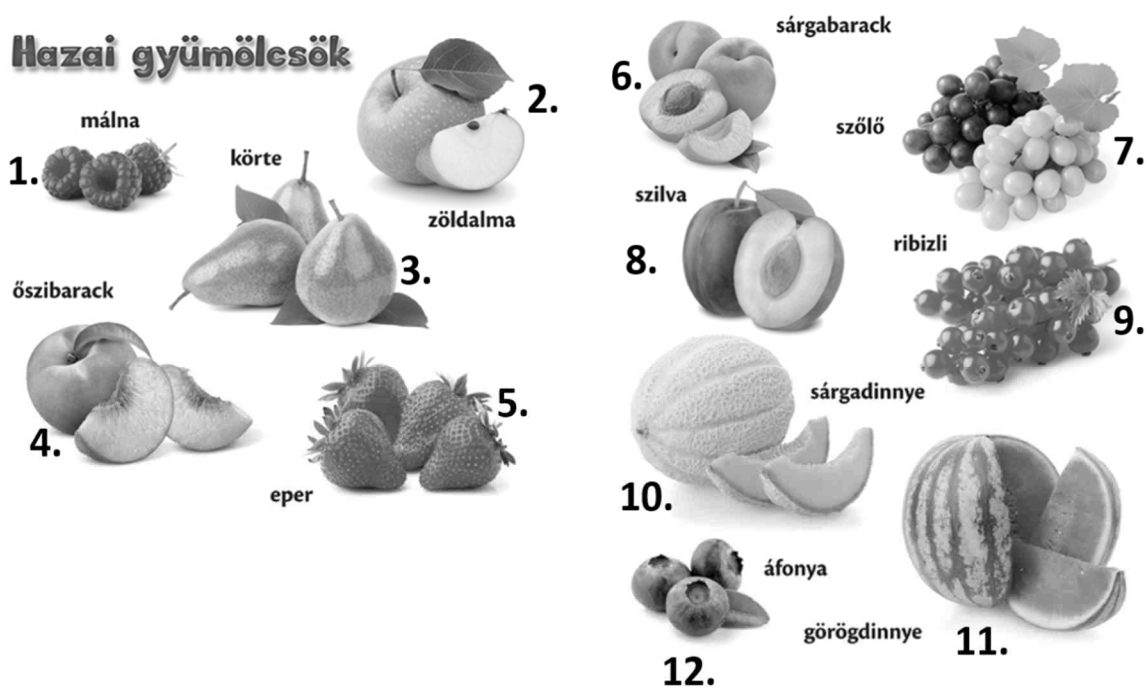 Hazai gyümölcsök
málna
1.
2.
zöldalma
körte
3.
őszibarack
4.
5.
eper
sárgabarack
6.
szőlő
7.
szilva
8.
ribizli
9.
sárgadinnye
10.
görögdinnye
11.
áfonya
12.